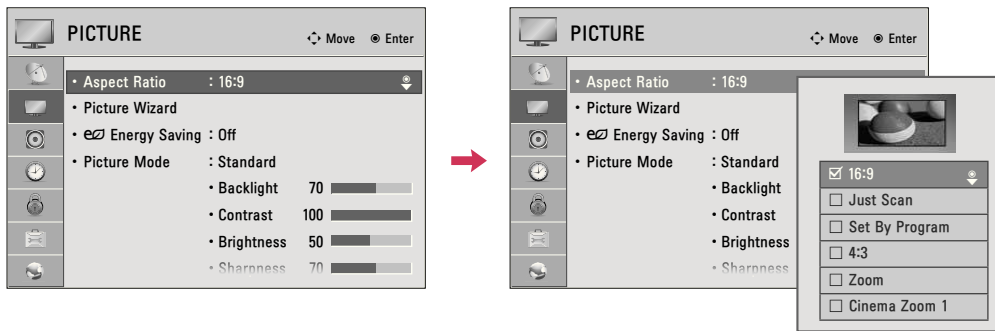 PICTURE Move Enter
• Aspect Ratio : 16:9
• Picture Wizard
• Energy Saving : Off
• Picture Mode : Standard
• Backlight 70
• Contrast 100
• Brightness 50
• Sharpness 70
PICTURE Move Enter
• Aspect Ratio : 16:9
• Picture Wizard
• Energy Saving : Off
• Picture Mode : Standard
• Backlight
• Contrast
• Brightness
• Sharpness
16:9
Just Scan
Set By Program
4:3
Zoom
Cinema Zoom 1